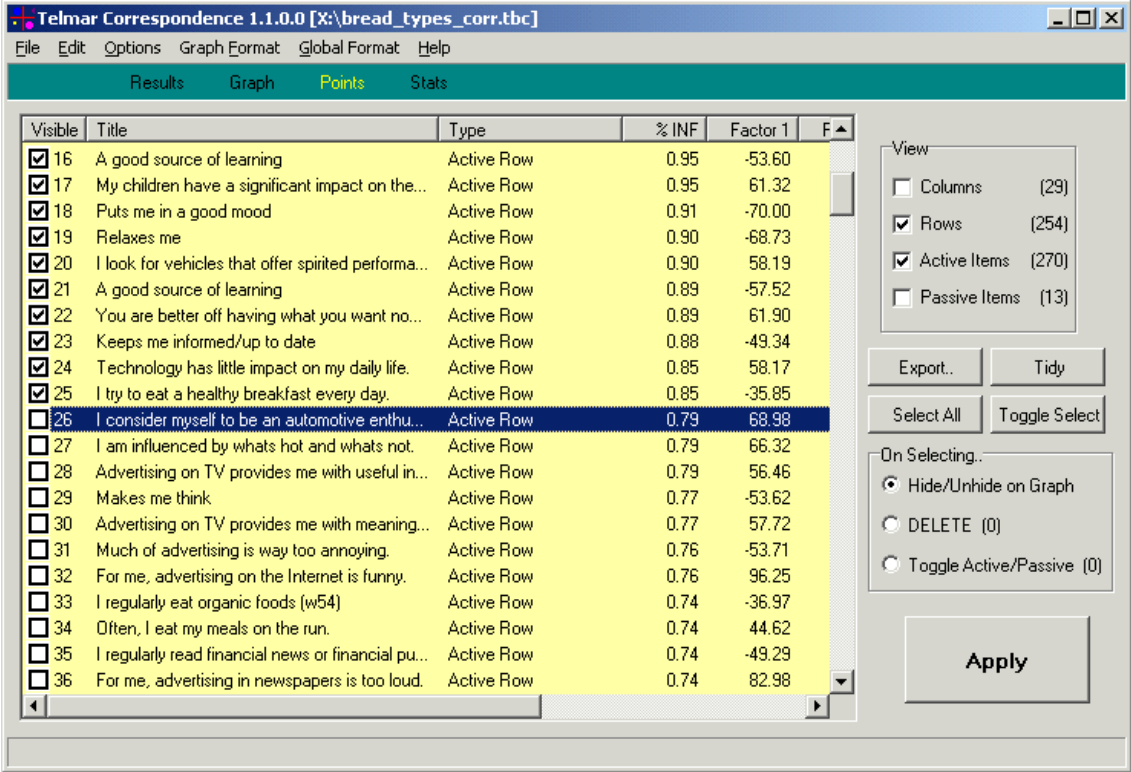 Telmar Correspondence 1.1.0.0 [X:\bread_types_corr.tbc]
File Edit Options Graph Format Global Format Help
Results Graph Points Stats
Visible Title Type % INF Factor 1 F
16 A good source of learning Active Row 0.95 -53.60
17 My children have a significant impact on the... Active Row 0.95 61.32
18 Puts me in a good mood Active Row 0.91 -70.00
19 Relaxes me Active Row 0.90 -68.73
20 I look for vehicles that offer spirited performa... Active Row 0.90 58.19
21 A good source of learning Active Row 0.89 -57.52
22 You are better off having what you want no... Active Row 0.89 61.90
23 Keeps me informed/up to date Active Row 0.88 -49.34
24 Technology has little impact on my daily life. Active Row 0.85 58.17
25 I try to eat a healthy breakfast every day. Active Row 0.85 -35.85
26 I consider myself to be an automotive enthu... Active Row 0.79 68.98
27 I am influenced by whats hot and whats not. Active Row 0.79 66.32
28 Advertising on TV provides me with useful in... Active Row 0.79 56.46
29 Makes me think Active Row 0.77 -53.62
30 Advertising on TV provides me with meaning... Active Row 0.77 57.72
31 Much of advertising is way too annoying. Active Row 0.76 -53.71
32 For me, advertising on the Internet is funny. Active Row 0.76 96.25
33 I regularly eat organic foods (w54) Active Row 0.74 -36.97
34 Often, I eat my meals on the run. Active Row 0.74 44.62
35 I regularly read financial news or financial pu... Active Row 0.74 -49.29
36 For me, advertising in newspapers is too loud. Active Row 0.74 82.98
View
Columns (29)
Rows (254)
Active Items (270)
Passive Items (13)
Export.. Tidy
Select All Toggle Select
On Selecting..
Hide/Unhide on Graph
DELETE (0)
Toggle Active/Passive (0)
Apply